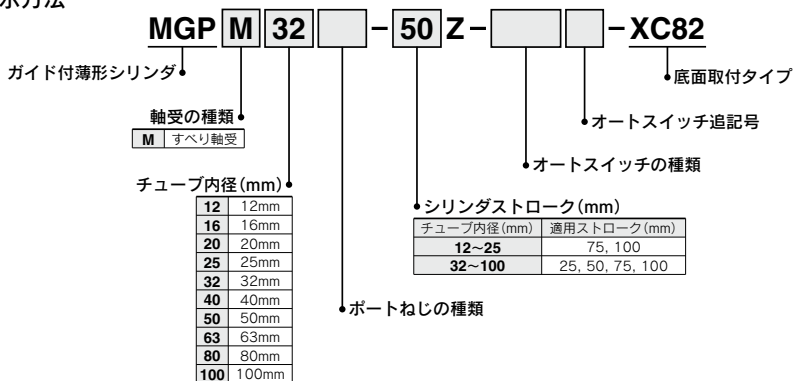 示方法
MGP M 32 - 50 Z - - XC82
ガイド付薄形シリンダ
底面取付タイプ
軸受の種類
M すべり軸受
オートスイッチ追記号
オートスイッチの種類
チューブ内径(mm)
12 12mm
16 16mm
20 20mm
25 25mm
32 32mm
40 40mm
50 50mm
63 63mm
80 80mm
100 100mm
シリンダストローク(mm)
チューブ内径(mm) 適用ストローク(mm)
12~25 75, 100
32~100 25, 50, 75, 100
ポートねじの種類